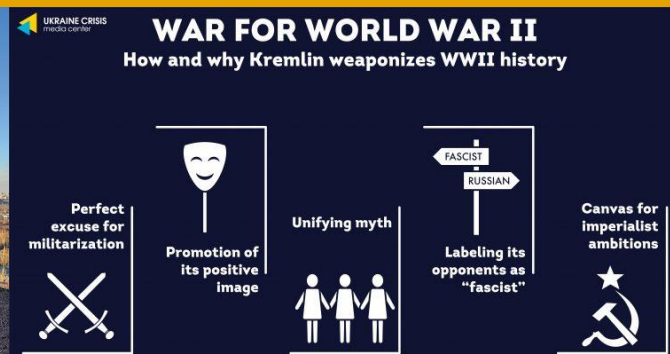 UKRAINE CRISIS
media center
WAR FOR WORLD WAR II
How and why Kremlin weaponizes WWII history
Perfect
excuse for
militarization
Promotion of
its positive
image
Unifying myth
FASCIST
RUSSIAN
Labeling its
opponents as
"fascist"
Canvas for
imperialist
ambitions